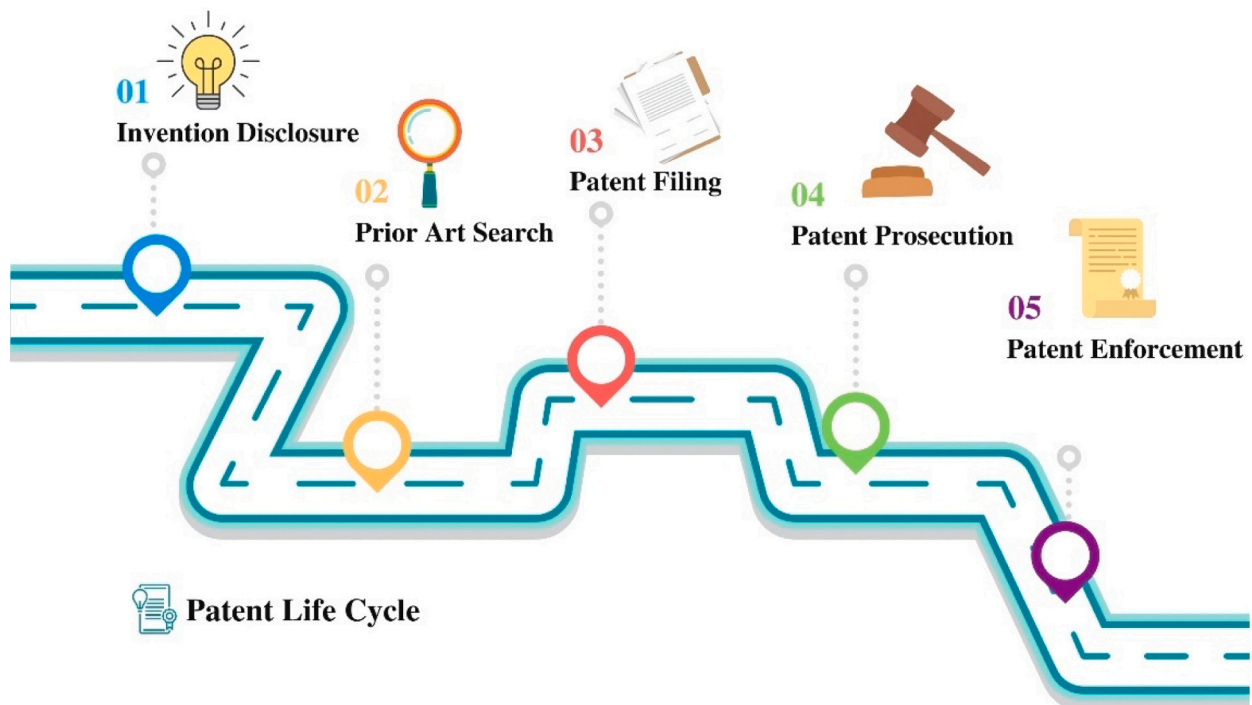 01
Invention Disclosure
02
Prior Art Search
03
Patent Filing
04
Patent Prosecution
05
Patent Enforcement
Patent Life Cycle